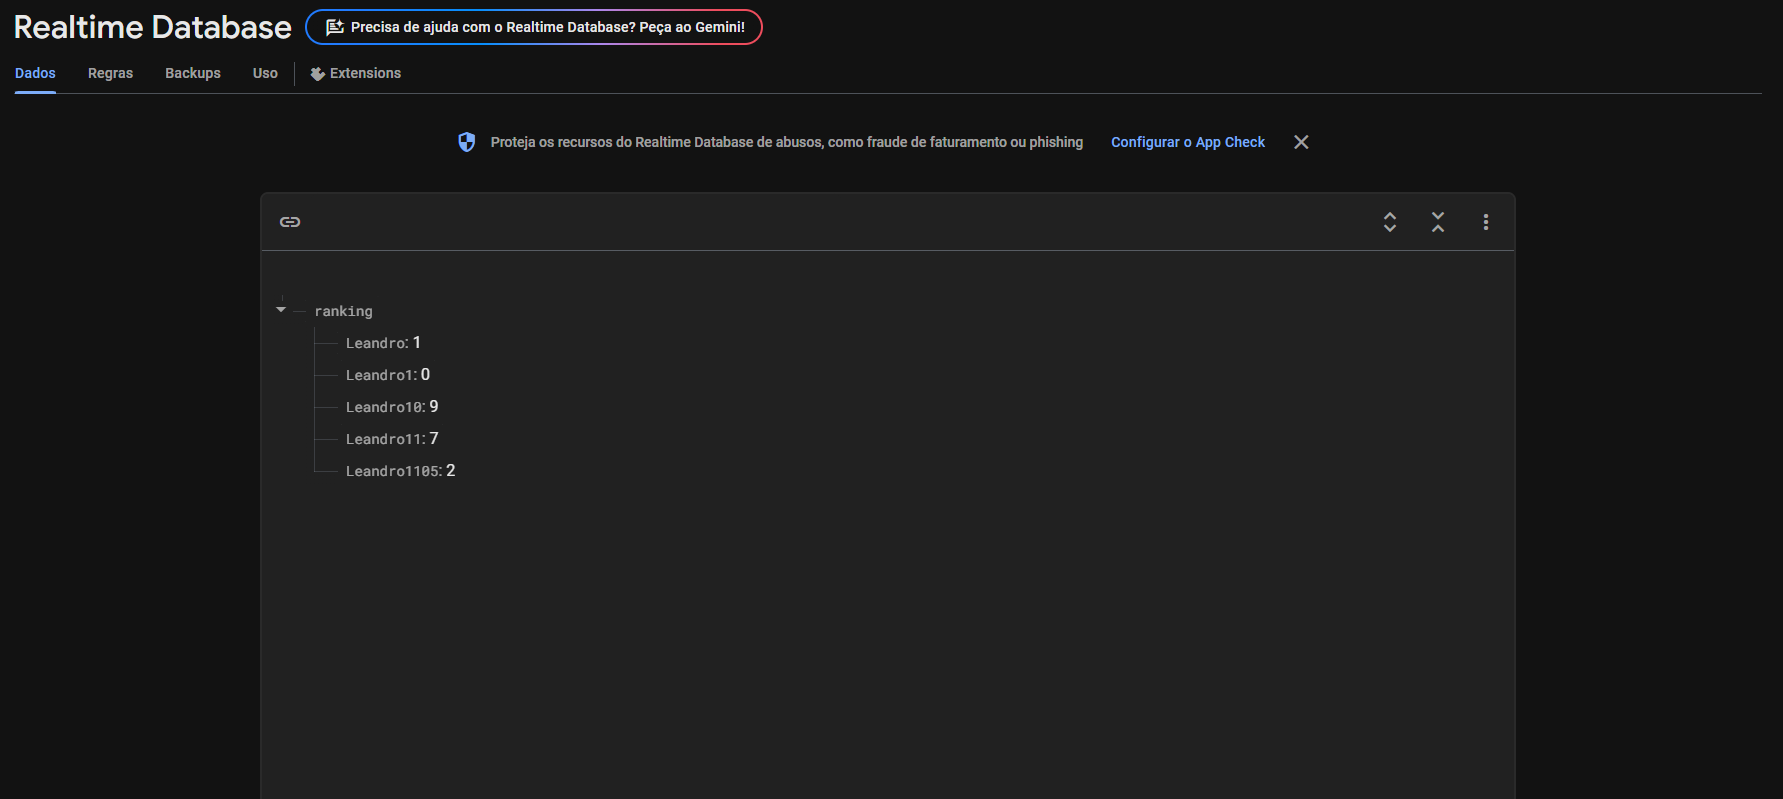 Realtime Database
Precisa de ajuda com o Realtime Database? Peça ao Gemini!
Dados Regras Backups Uso Extensions
Proteja os recursos do Realtime Database de abusos, como fraude de faturamento ou phishing Configurar o App Check
ranking
Leandro: 1
Leandro1: 0
Leandro10: 9
Leandro11: 7
Leandro1105: 2